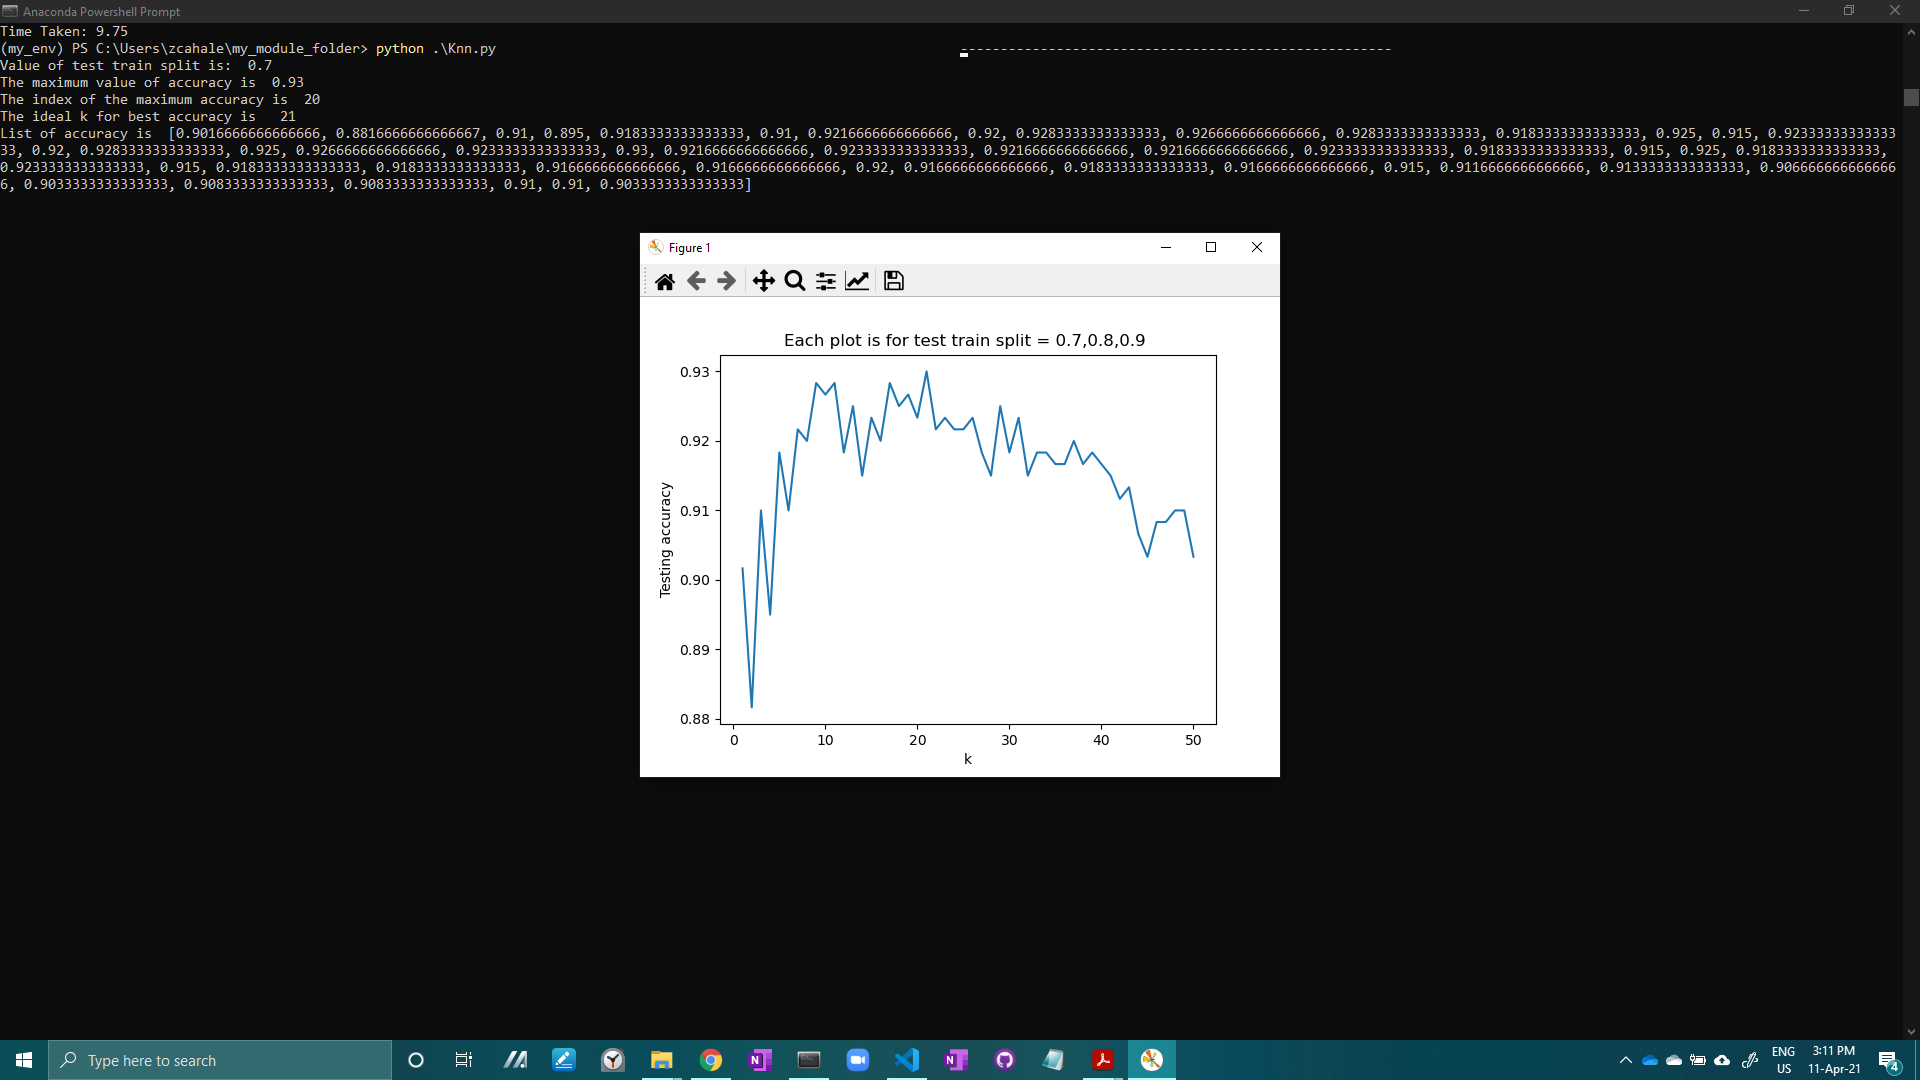 Anaconda Powershell Prompt
Time Taken: 9.75
(my_env) PS C:\Users\zcahale\my_module_folder> python .\Knn.py ------------------------------------------------------
Value of test train split is:  0.7
The maximum value of accuracy is  0.93
The index of the maximum accuracy is  20
The ideal k for best accuracy is   21
List of accuracy is  [0.9016666666666666, 0.8816666666666667, 0.91, 0.895, 0.9183333333333333, 0.91, 0.9216666666666666, 0.92, 0.9283333333333333, 0.9266666666666666, 0.9283333333333333, 0.9183333333333333, 0.925, 0.915, 0.92333333333333
33, 0.92, 0.9283333333333333, 0.925, 0.9266666666666666, 0.9233333333333333, 0.93, 0.9216666666666666, 0.9233333333333333, 0.9216666666666666, 0.9216666666666666, 0.9233333333333333, 0.9183333333333333, 0.915, 0.925, 0.9183333333333333,
0.9233333333333333, 0.915, 0.9183333333333333, 0.9183333333333333, 0.9166666666666666, 0.9166666666666666, 0.92, 0.9166666666666666, 0.9183333333333333, 0.9166666666666666, 0.915, 0.9116666666666666, 0.9133333333333333, 0.906666666666666
6, 0.9033333333333333, 0.9083333333333333, 0.9083333333333333, 0.91, 0.91, 0.9033333333333333]
Figure 1
Each plot is for test train split = 0.7,0.8,0.9
0.93
0.92
0.91
0.90
0.89
0.88
Testing accuracy
0 10 20 30 40 50
k
Type here to search
ENG
US
3:11 PM
11-Apr-21
4